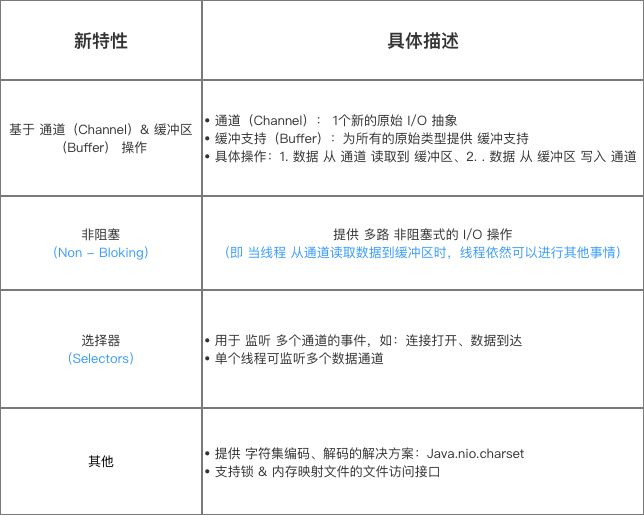 新特性
具体描述
基于 通道（Channel）& 缓冲区
（Buffer） 操作
• 通道（Channel）： 1个新的原始 I/O 抽象
• 缓冲支持（Buffer）：为所有的原始类型提供 缓冲支持
• 具体操作：1. 数据 从 通道 读取到 缓冲区、2. . 数据 从 缓冲区 写入 通道
非阻塞
（Non - Bloking）
提供 多路 非阻塞式的 I/O 操作
（即 当线程 从通道读取数据到缓冲区时，线程依然可以进行其他事情）
选择器
（Selectors）
• 用于 监听 多个通道的事件，如：连接打开、数据到达
• 单个线程可监听多个数据通道
其他
• 提供 字符集编码、解码的解决方案：Java.nio.charset
• 支持锁 & 内存映射文件的文件访问接口